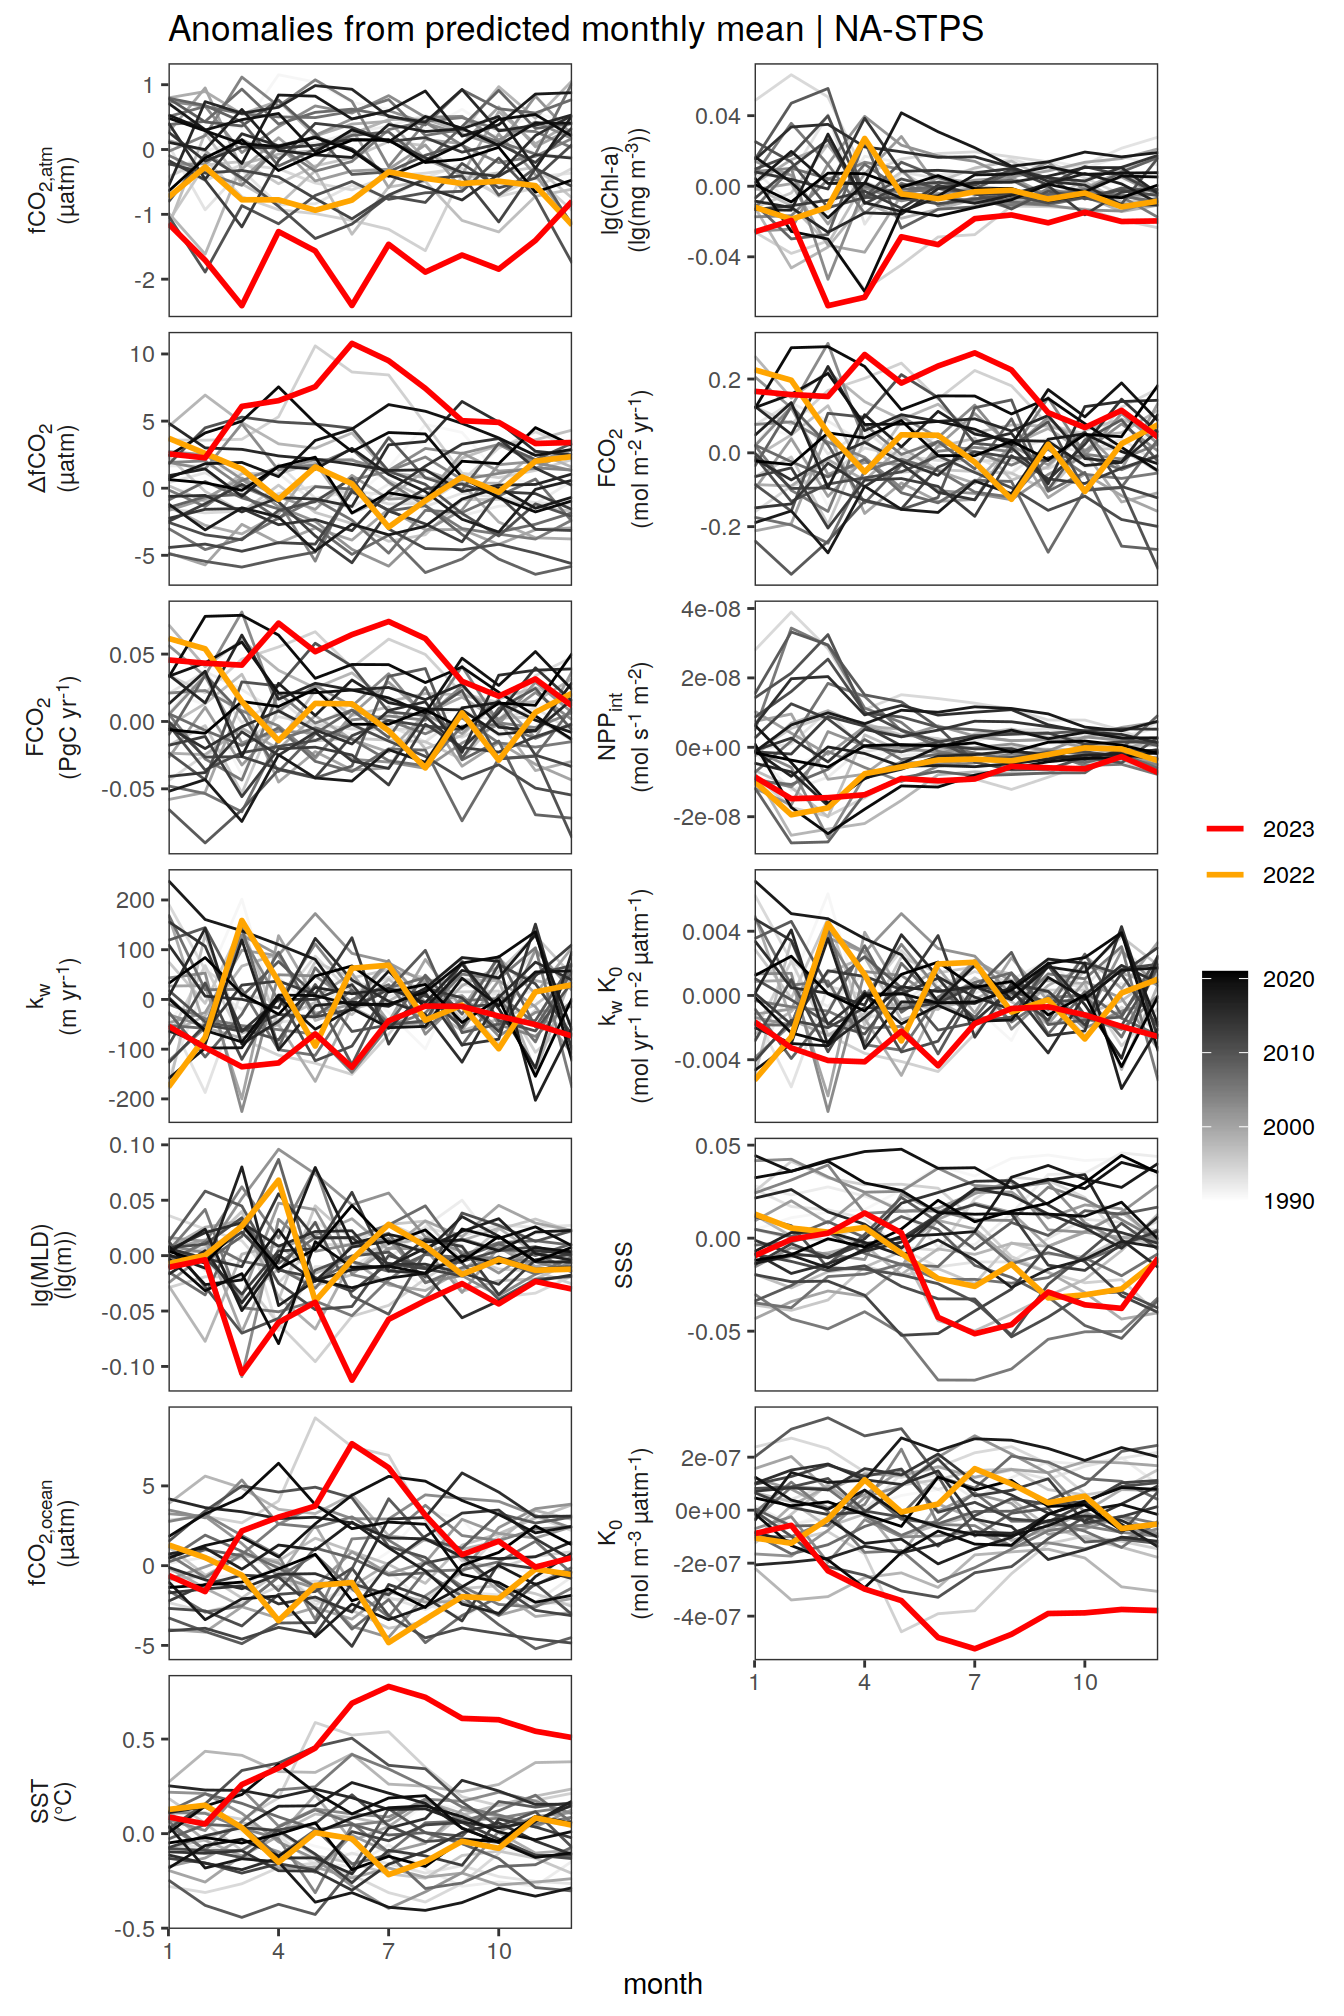 Anomalies from predicted monthly mean | NA-STPS
fCO2,atm
(µatm)
1
0
-1
-2
lg(Chl-a)
(lg(mg m-3))
0.04
0.00
-0.04
ΔfCO2
(µatm)
10
5
0
-5
FCO2
(mol m-2 yr-1)
0.2
0.0
-0.2
FCO2
(PgC yr-1)
0.05
0.00
-0.05
NPPint
(mol s-1 m-2)
4e-08
2e-08
0e+00
-2e-08
kw
(m yr-1)
200
100
0
-100
-200
kw K0
(mol yr-1 m-2 µatm-1)
0.004
0.000
-0.004
lg(MLD)
(lg(m))
0.10
0.05
0.00
-0.05
-0.10
SSS
0.05
0.00
-0.05
fCO2,ocean
(µatm)
5
0
-5
K0
(mol m-3 µatm-1)
2e-07
0e+00
-2e-07
-4e-07
1
4
7
10
SST
(°C)
0.5
0.0
-0.5
1
4
7
10
month
2023
2022
2020
2010
2000
1990